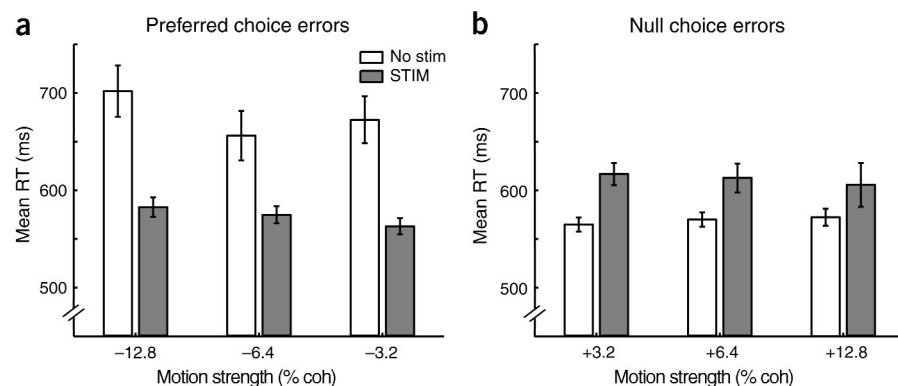 a
Preferred choice errors
No stim
STIM
Mean RT (ms)
700
600
500
–12.8 –6.4 –3.2
Motion strength (% coh)
b
Null choice errors
Mean RT (ms)
700
600
500
+3.2 +6.4 +12.8
Motion strength (% coh)